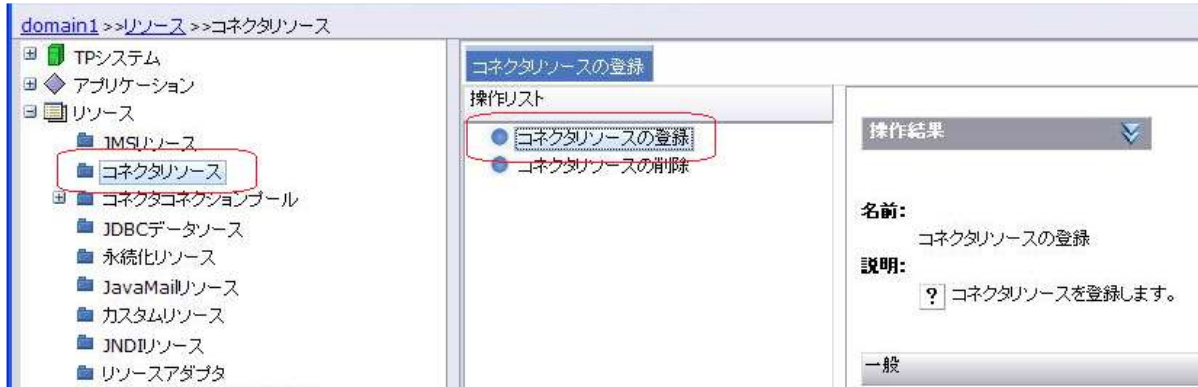 domain1 >>リソース >>コネクタリソース
TPシステム
アプリケーション
リソース
JMSリソース
コネクタリソース
コネクタコネクションプール
JDBCデータソース
永続化リソース
JavaMailリソース
カスタムリソース
JNDIリソース
リソースアダプタ
コネクタリソースの登録
操作リスト
コネクタリソースの登録
コネクタリソースの削除
操作結果
名前:
コネクタリソースの登録
説明:
? コネクタリソースを登録します。
一般